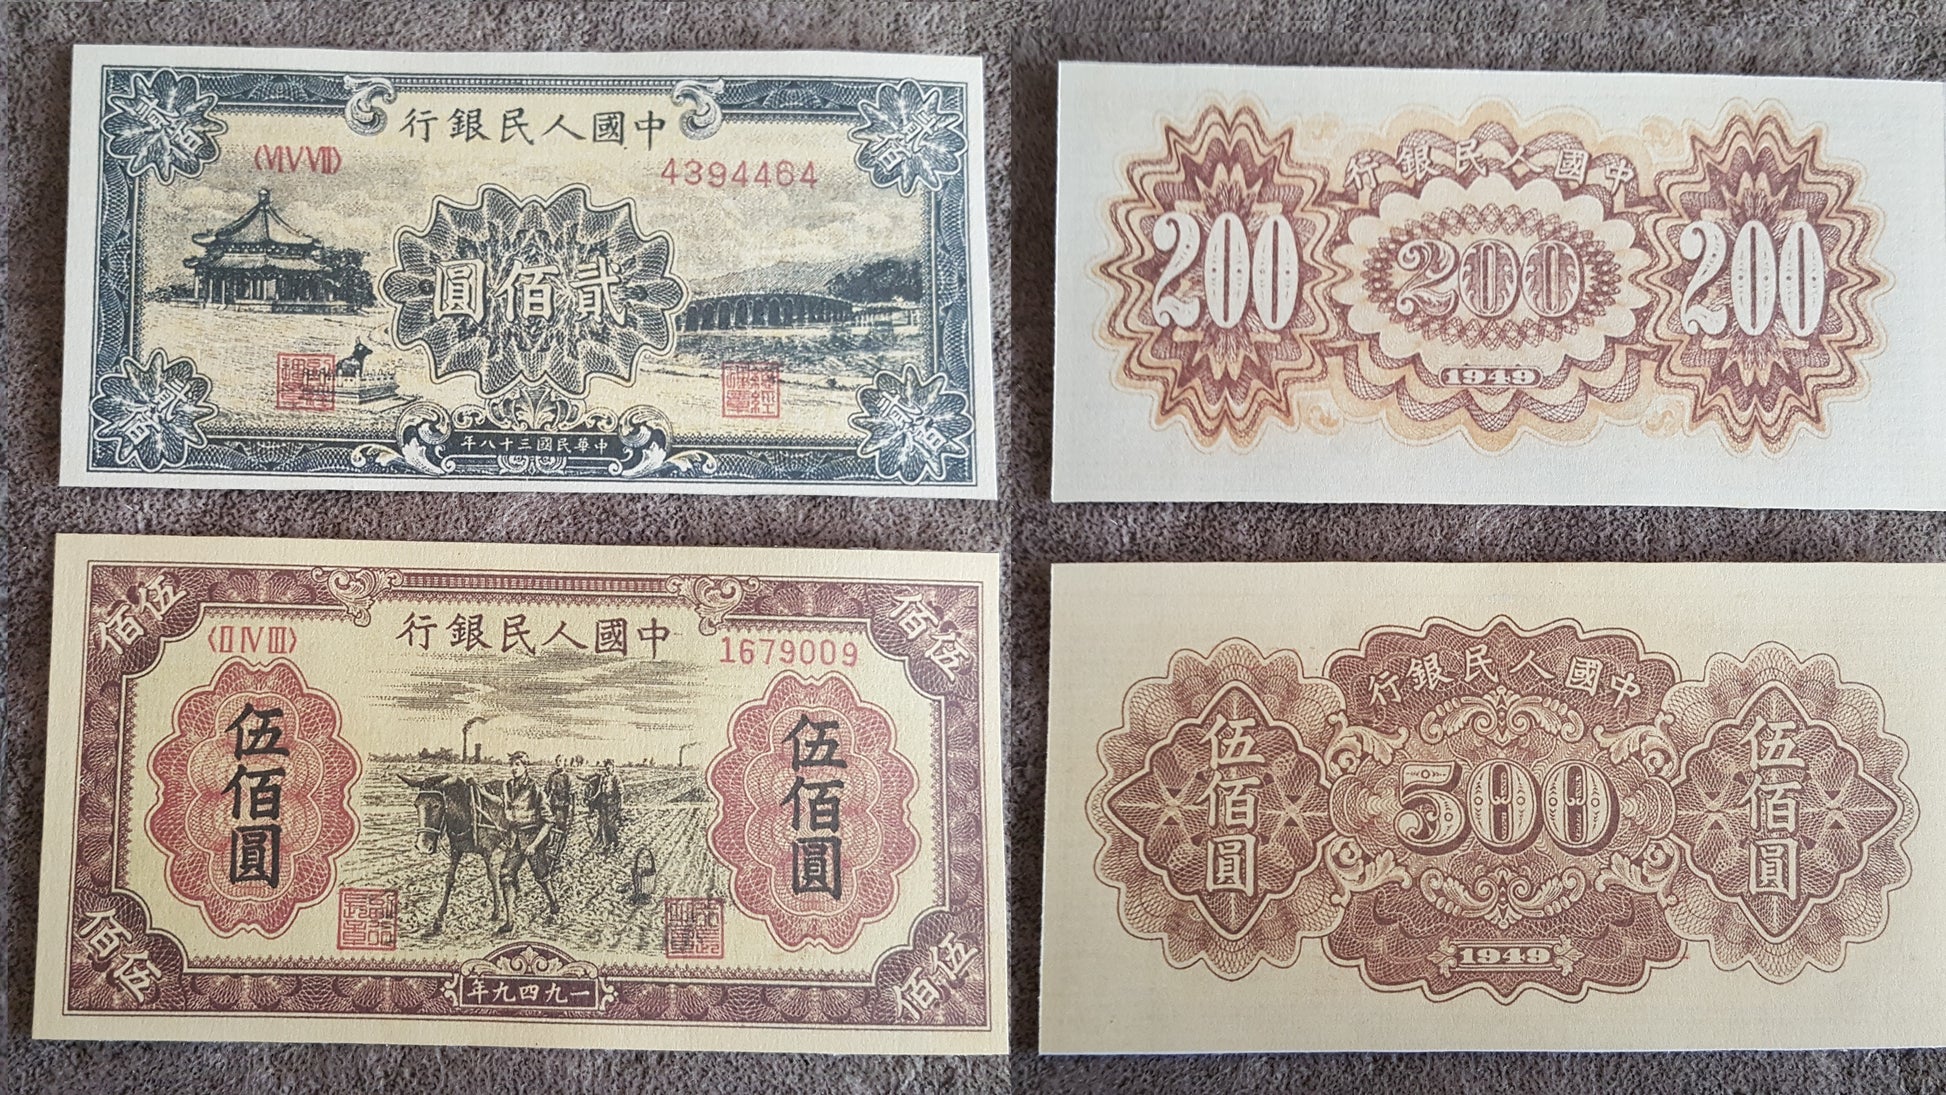 中國人民銀行
〈VI V VII〉
4394464
貳佰
貳佰
貳佰圓
貳佰
貳佰
中華民國三十八年
中國人民銀行
200
200
200
1949
伍佰
伍佰
中國人民銀行
〈II IV III〉
1679009
伍佰圓
伍佰圓
伍佰
伍佰
一九四九年
中國人民銀行
伍佰圓
500
伍佰圓
1949